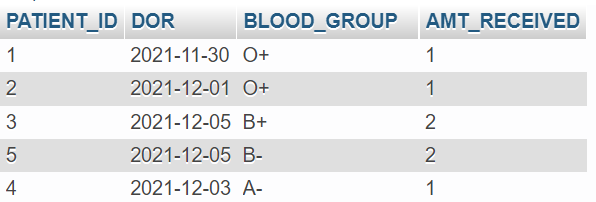 PATIENT_ID DOR BLOOD_GROUP AMT_RECEIVED
1 2021-11-30 O+ 1
2 2021-12-01 O+ 1
3 2021-12-05 B+ 2
5 2021-12-05 B- 2
4 2021-12-03 A- 1